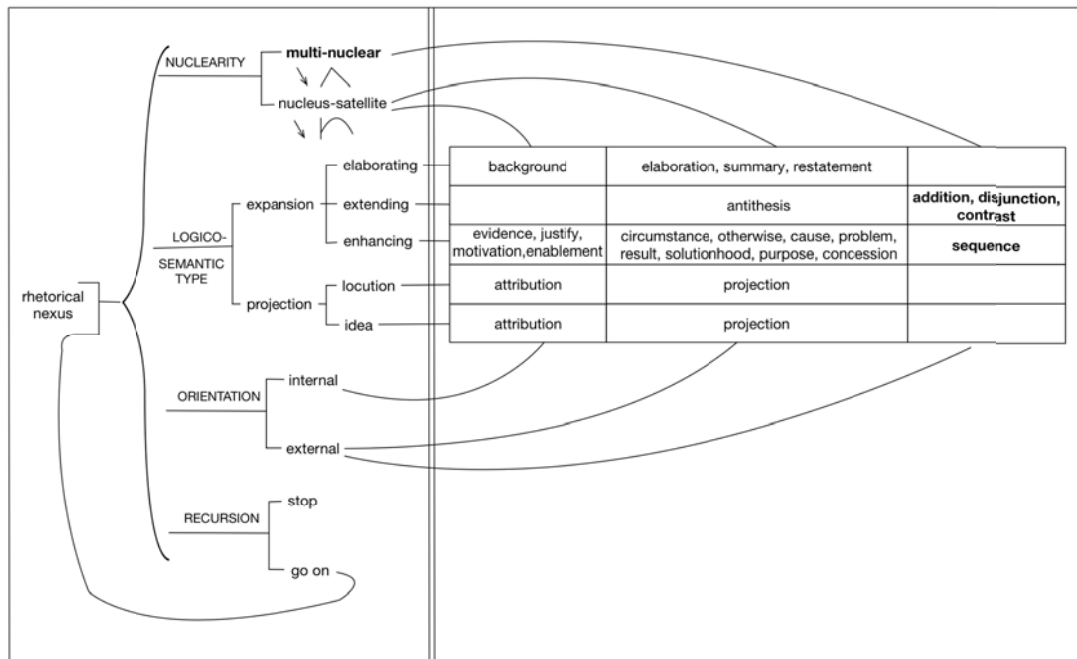 multi-nuclear
NUCLEARITY
nucleus-satellite
elaborating
background
elaboration, summary, restatement
expansion
extending
antithesis
addition, disjunction,
contrast
LOGICO-
SEMANTIC
TYPE
enhancing
evidence, justify,
motivation,enablement
circumstance, otherwise, cause, problem,
result, solutionhood, purpose, concession
sequence
rhetorical
nexus
projection
locution
attribution
projection
idea
attribution
projection
internal
ORIENTATION
external
stop
RECURSION
go on